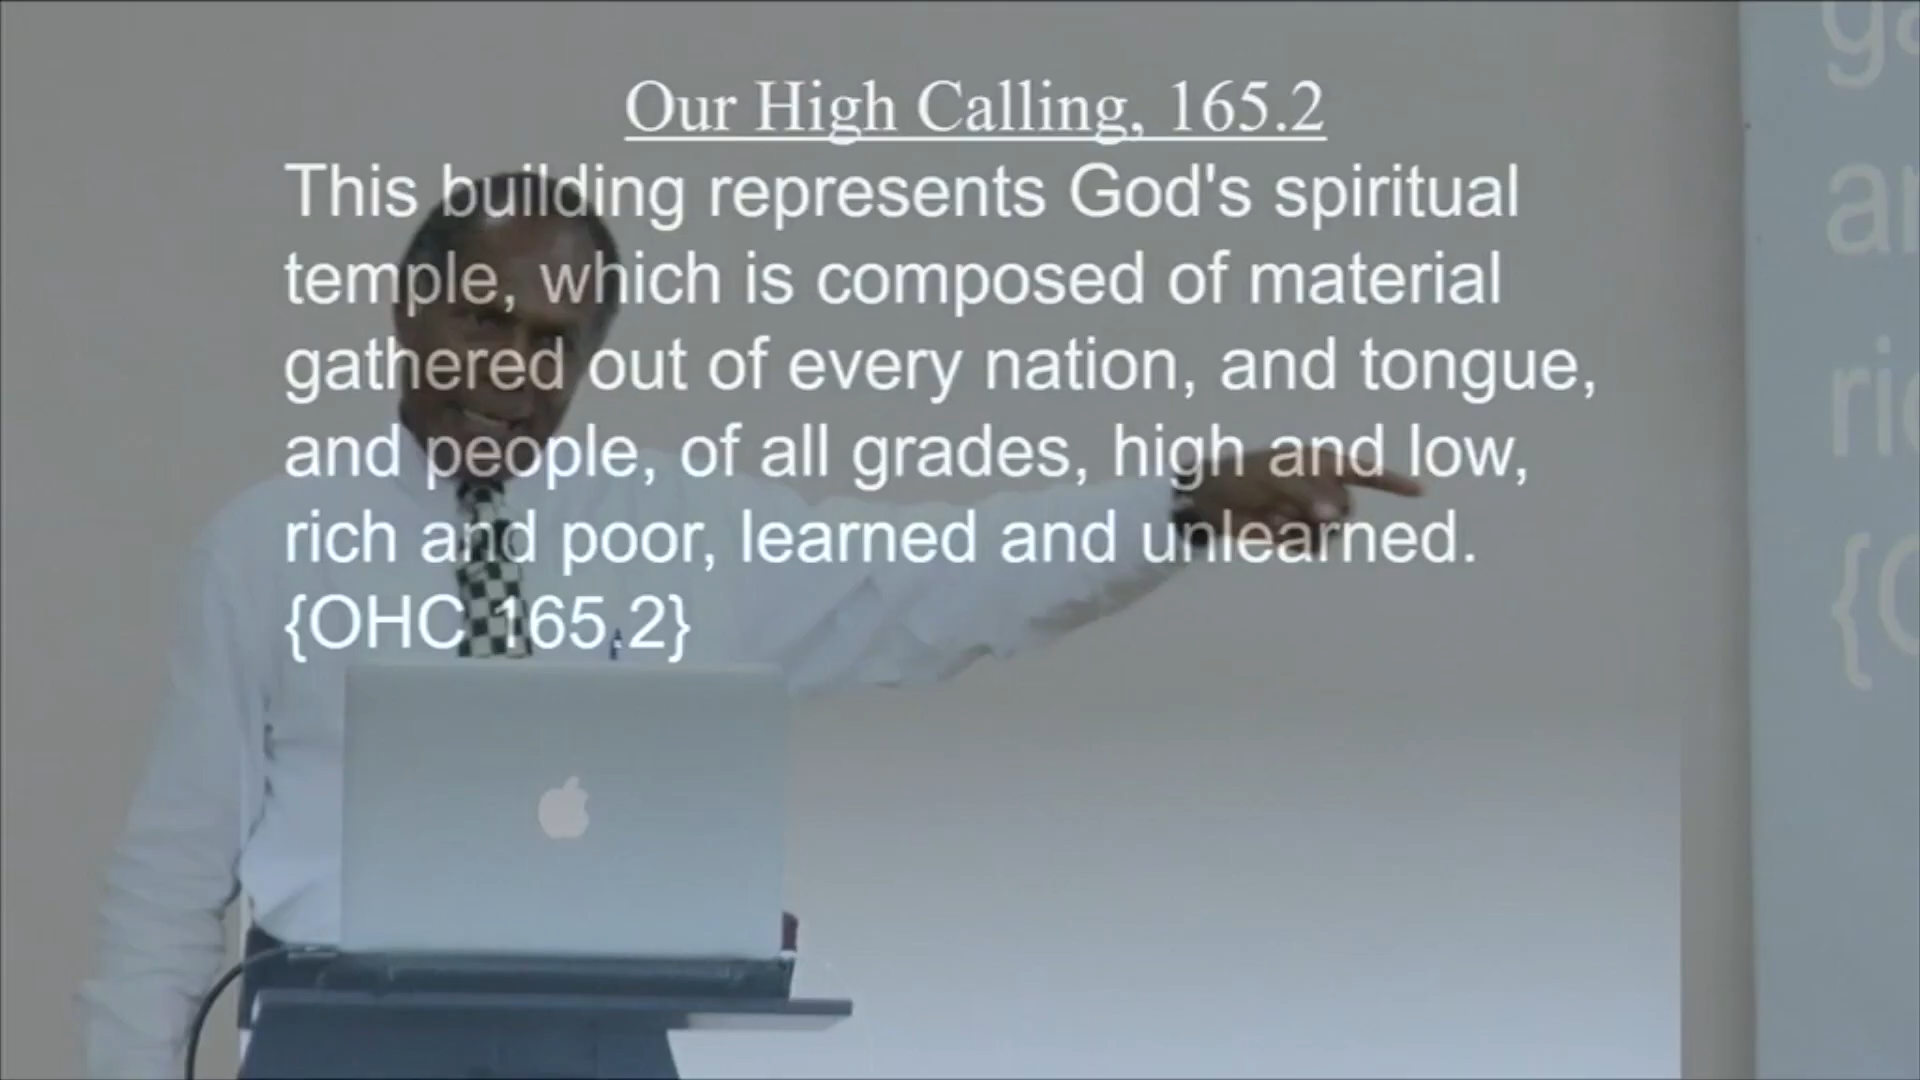 Our High Calling, 165.2
This building represents God's spiritual
temple, which is composed of material
gathered out of every nation, and tongue,
and people, of all grades, high and low,
rich and poor, learned and unlearned.
{OHC 165.2}